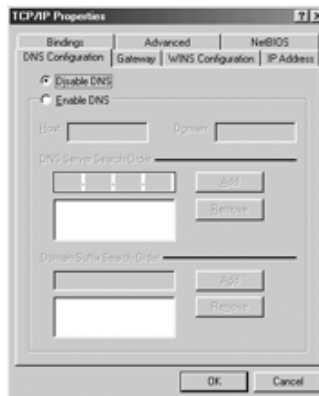 TCP/IP Properties
Bindings Advanced NetBIOS
DNS Configuration Gateway WINS Configuration IP Address
Disable DNS
Enable DNS
Host: Domain:
DNS Server Search Order
Add
Remove
Domain Suffix Search Order
Add
Remove
OK Cancel